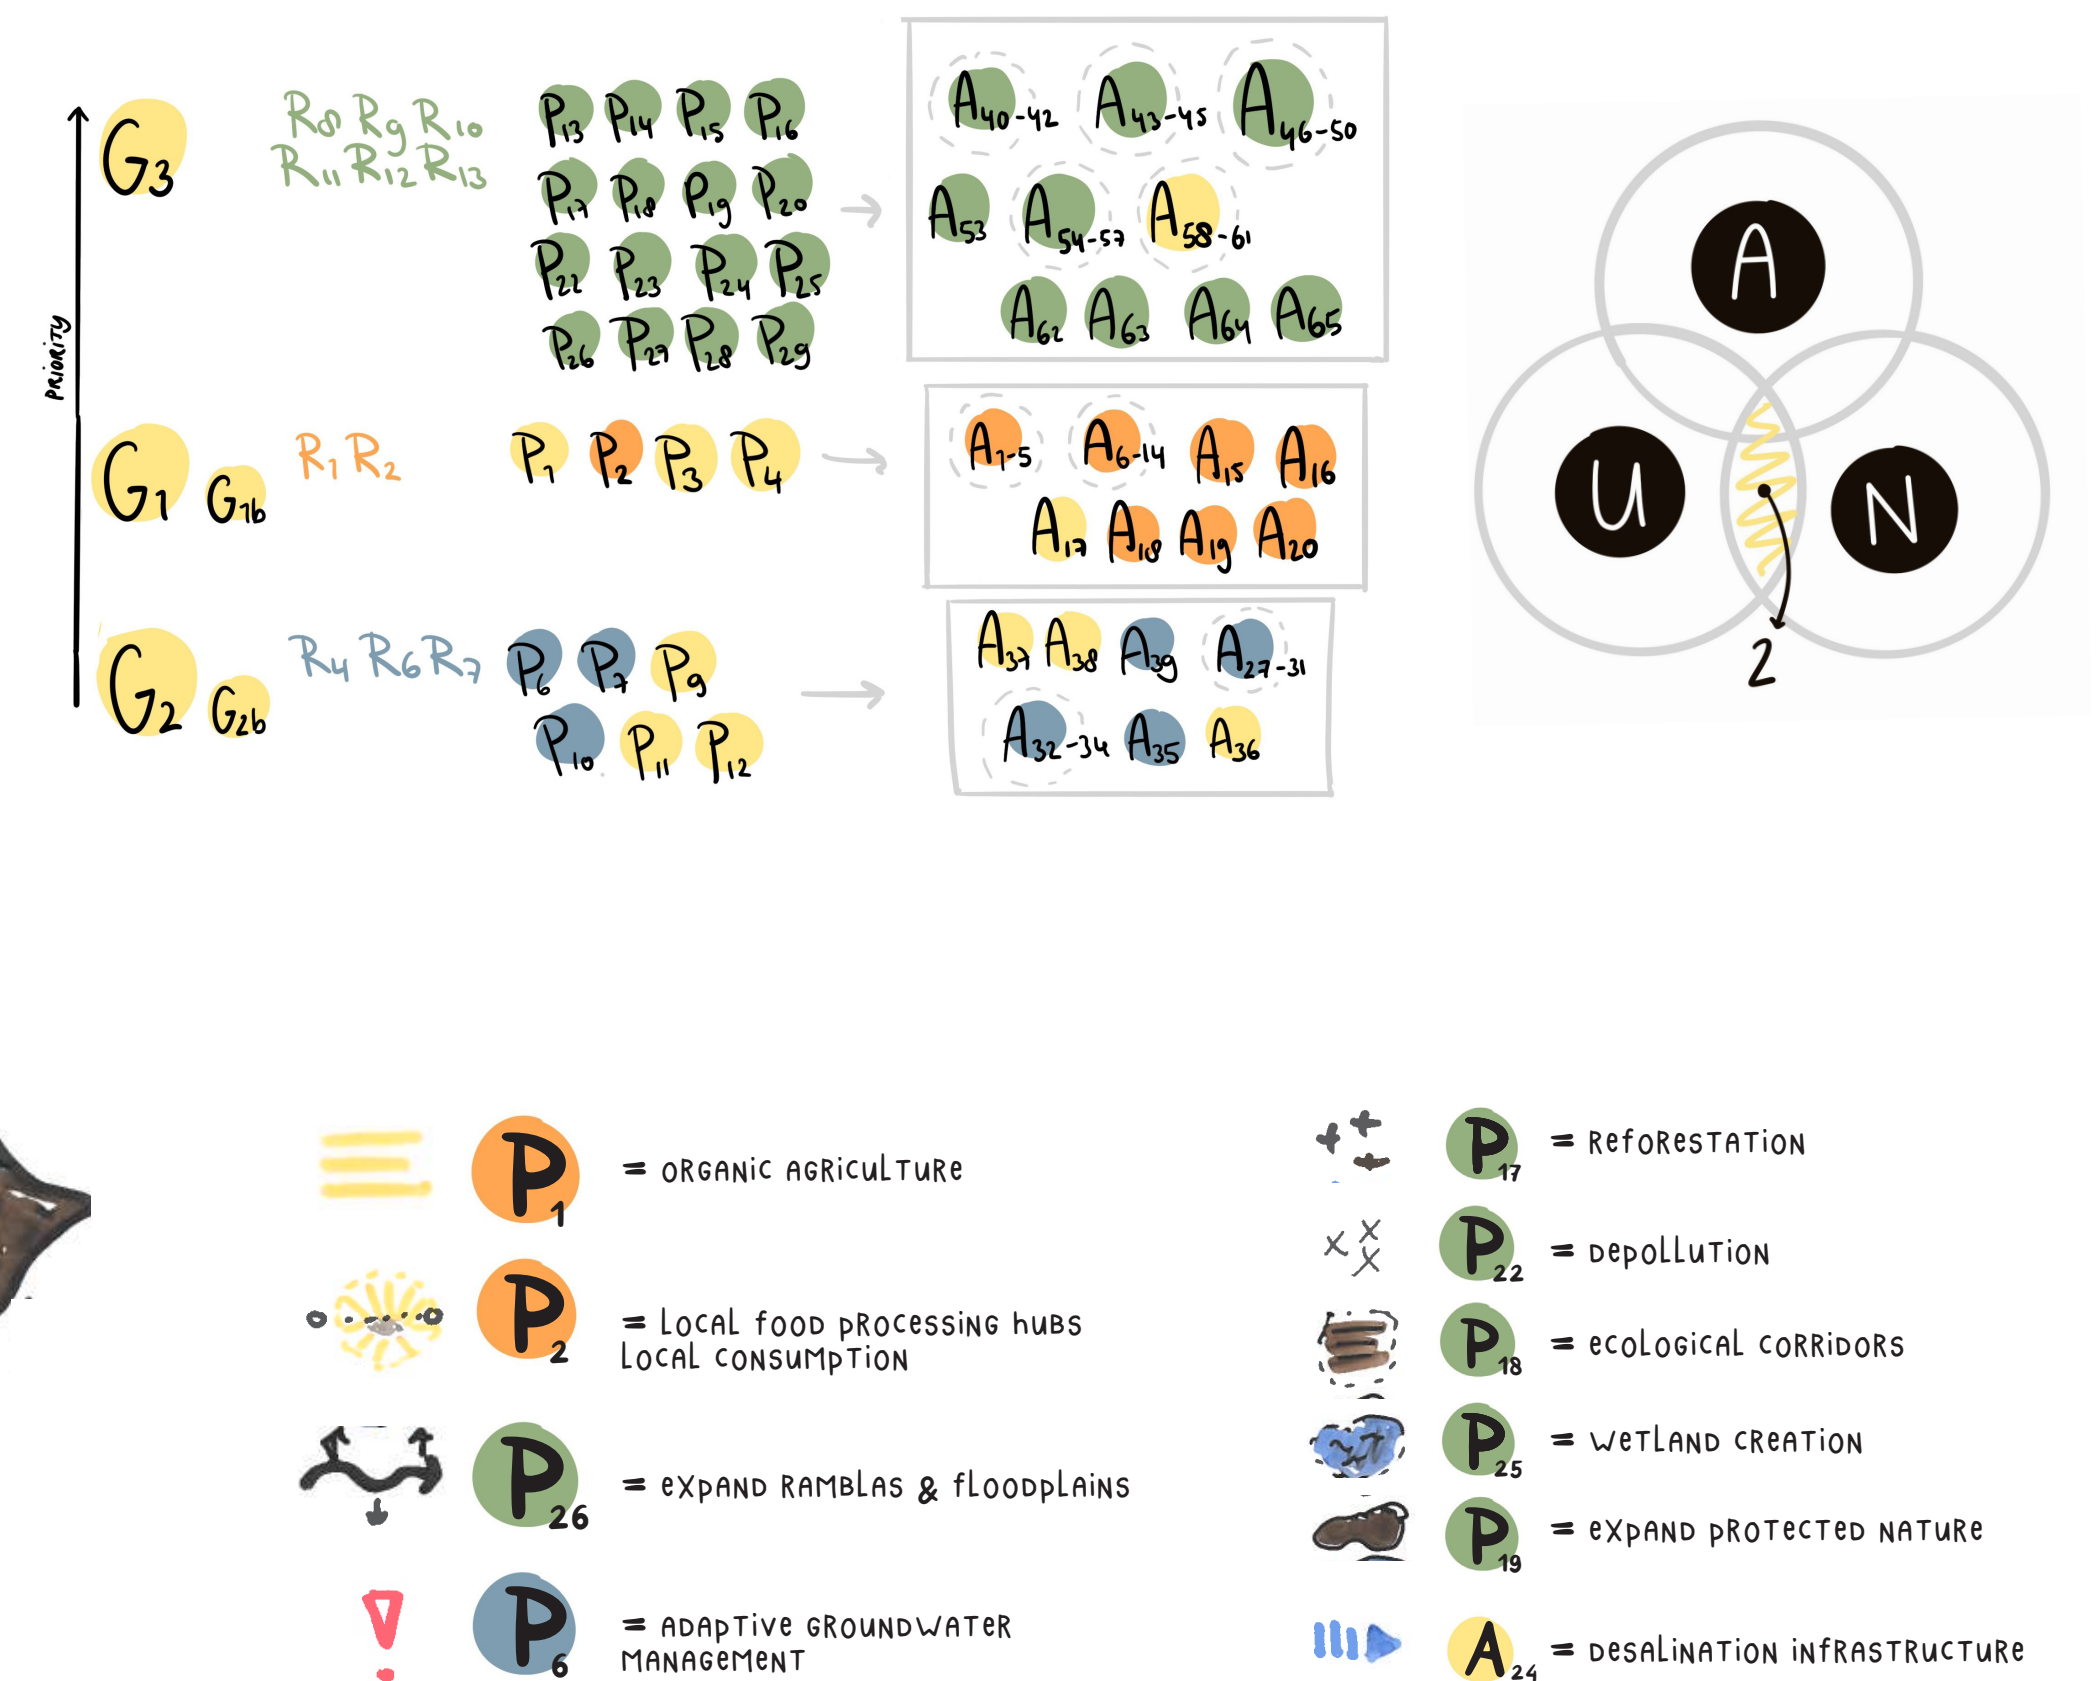 PRIORITY
G3 R8 R9 R10
R11 R12 R13
P13 P14 P15 P16
P17 P18 P19 P20
P22 P23 P24 P25
P26 P27 P28 P29
A40-42 A43-45 A46-50
A53 A54-57 A58-61
A62 A63 A64 A65
G1 G1b R1 R2 P1 P2 P3 P4
A1-5 A6-14 A15 A16
A17 A18 A19 A20
G2 G2b R4 R6 R7 P6 P7 P9
P10 P11 P12
A37 A38 A39 A27-31
A32-34 A35 A36
A
U
N
2
P1 = ORGANIC AGRICULTURE
P2 = LOCAL FOOD PROCESSING HUBS
LOCAL CONSUMPTION
P26 = EXPAND RAMBLAS & FLOODPLAINS
P6 = ADAPTIVE GROUNDWATER
MANAGEMENT
P17 = REFORESTATION
P22 = DEPOLLUTION
P18 = ECOLOGICAL CORRIDORS
P25 = WETLAND CREATION
P19 = EXPAND PROTECTED NATURE
A24 = DESALINATION INFRASTRUCTURE